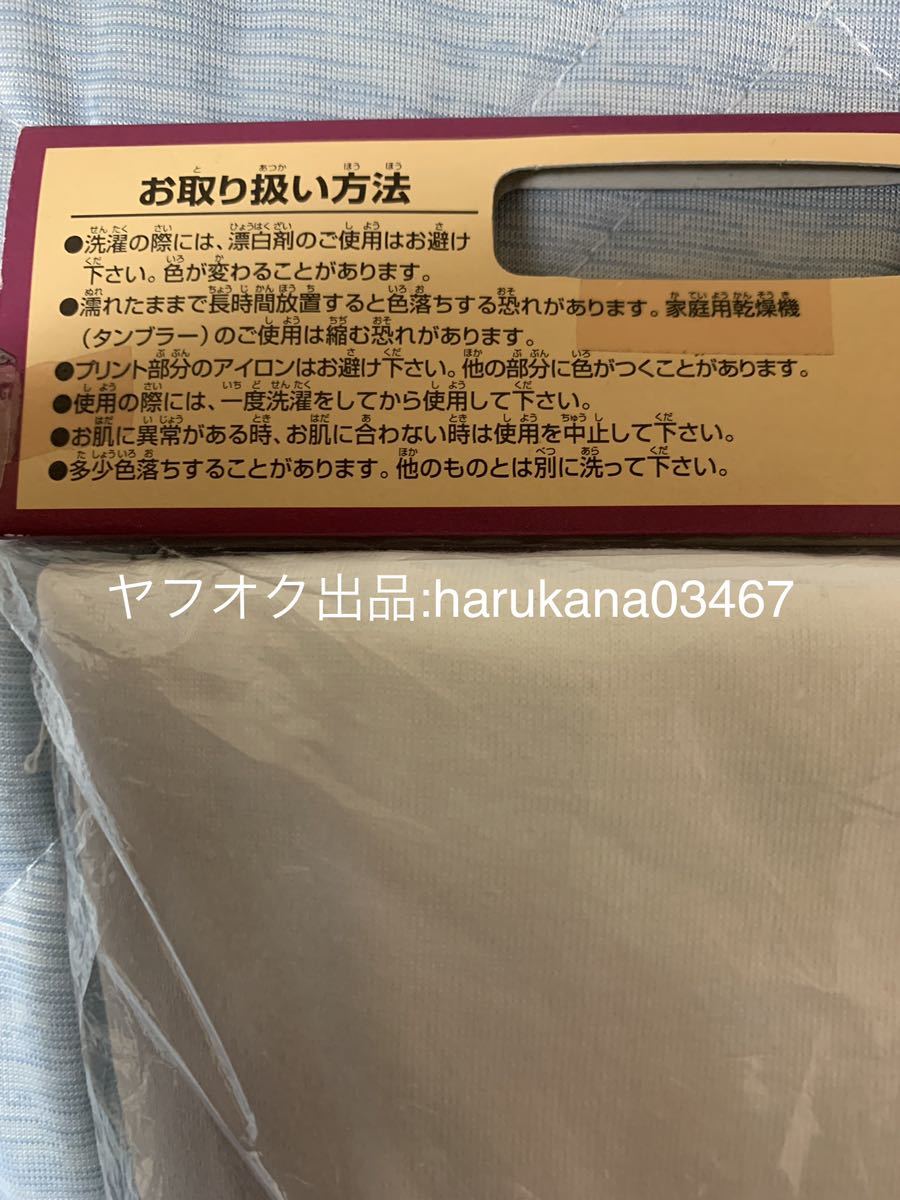 お取り扱い方法
●洗濯の際には、漂白剤のご使用はお避け
下さい。色が変わることがあります。
●濡れたままで長時間放置すると色落ちする恐れがあります。家庭用乾燥機
(タンブラー)のご使用は縮む恐れがあります。
●プリント部分のアイロンはお避け下さい。他の部分に色がつくことがあります。
●使用の際には、一度洗濯をしてから使用して下さい。
●お肌に異常がある時、お肌に合わない時は使用を中止して下さい。
●多少色落ちすることがあります。他のものとは別に洗って下さい。
ヤフオク出品:harukana03467